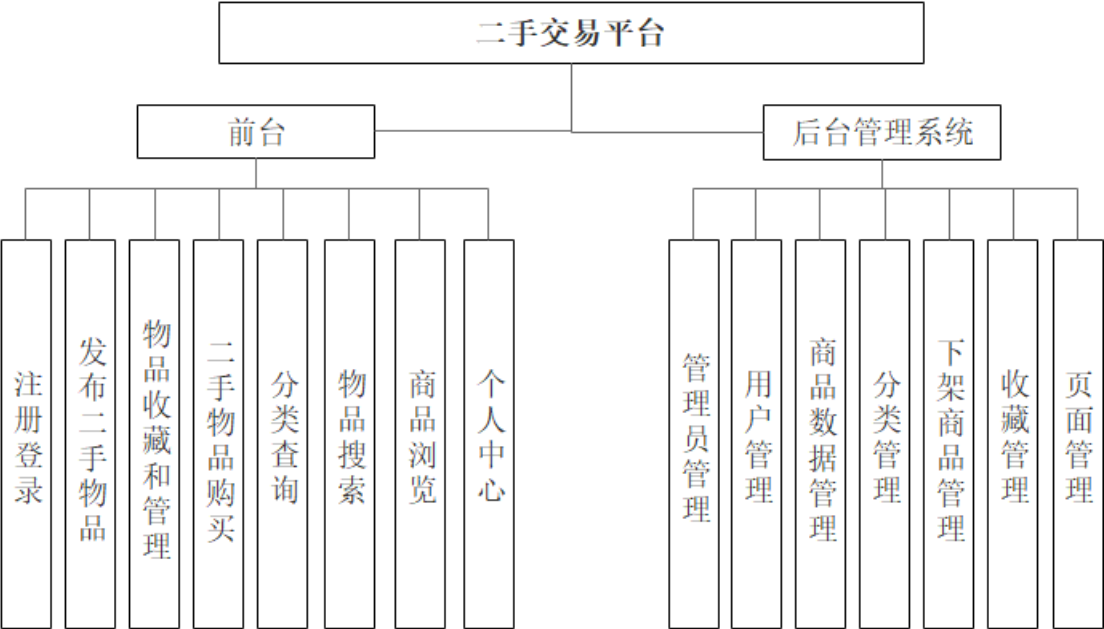 二手交易平台
前台
后台管理系统
注册登录
发布二手物品
物品收藏和管理
二手物品购买
分类查询
物品搜索
商品浏览
个人中心
管理员管理
用户管理
商品数据管理
分类管理
下架商品管理
收藏管理
页面管理